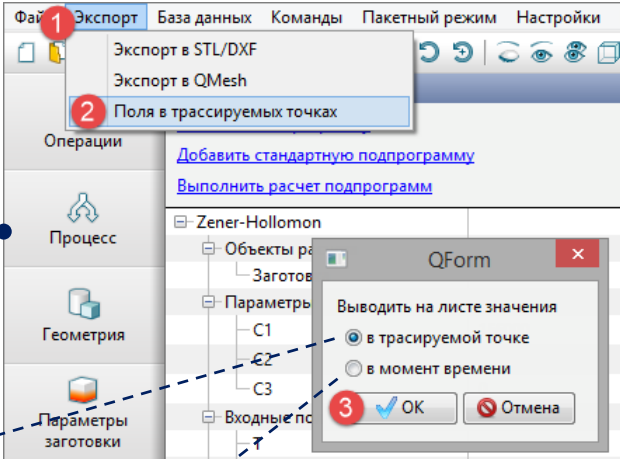 Фай
Экспорт
База данных
Команды
Пакетный режим
Настройки
1
Экспорт в STL/DXF
Экспорт в QMesh
2
Поля в трассируемых точках
Операции
Добавить стандартную подпрограмму
Выполнить расчет подпрограмм
Процесс
Zener-Hollomon
Объекты ра
Заготов
Параметры
C1
C2
C3
Входные по
T
Геометрия
Параметры
заготовки
QForm
Выводить на листе значения
в трасируемой точке
в момент времени
3
OK
Отмена